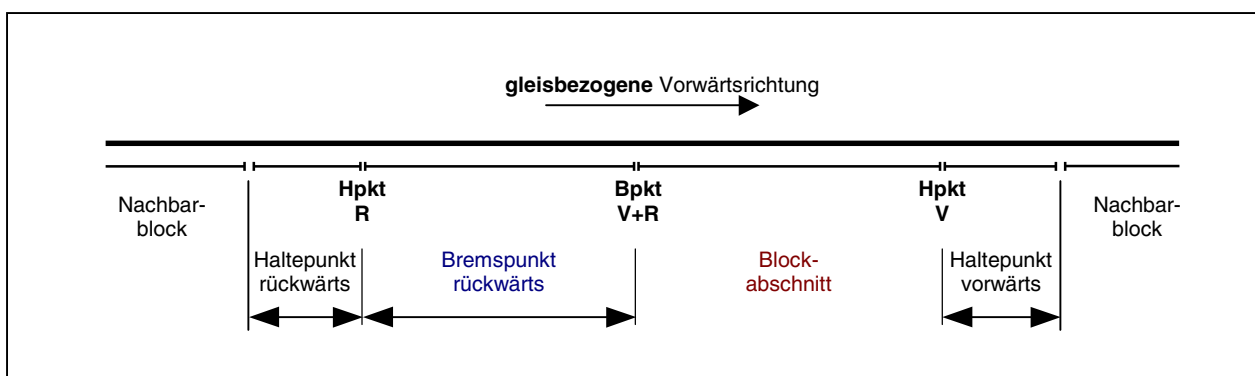 gleisbezogene Vorwärtsrichtung
Hpkt
R
Bpkt
V+R
Hpkt
V
Nachbar-
block
Nachbar-
block
Haltepunkt
rückwärts
Bremspunkt
rückwärts
Block-
abschnitt
Haltepunkt
vorwärts